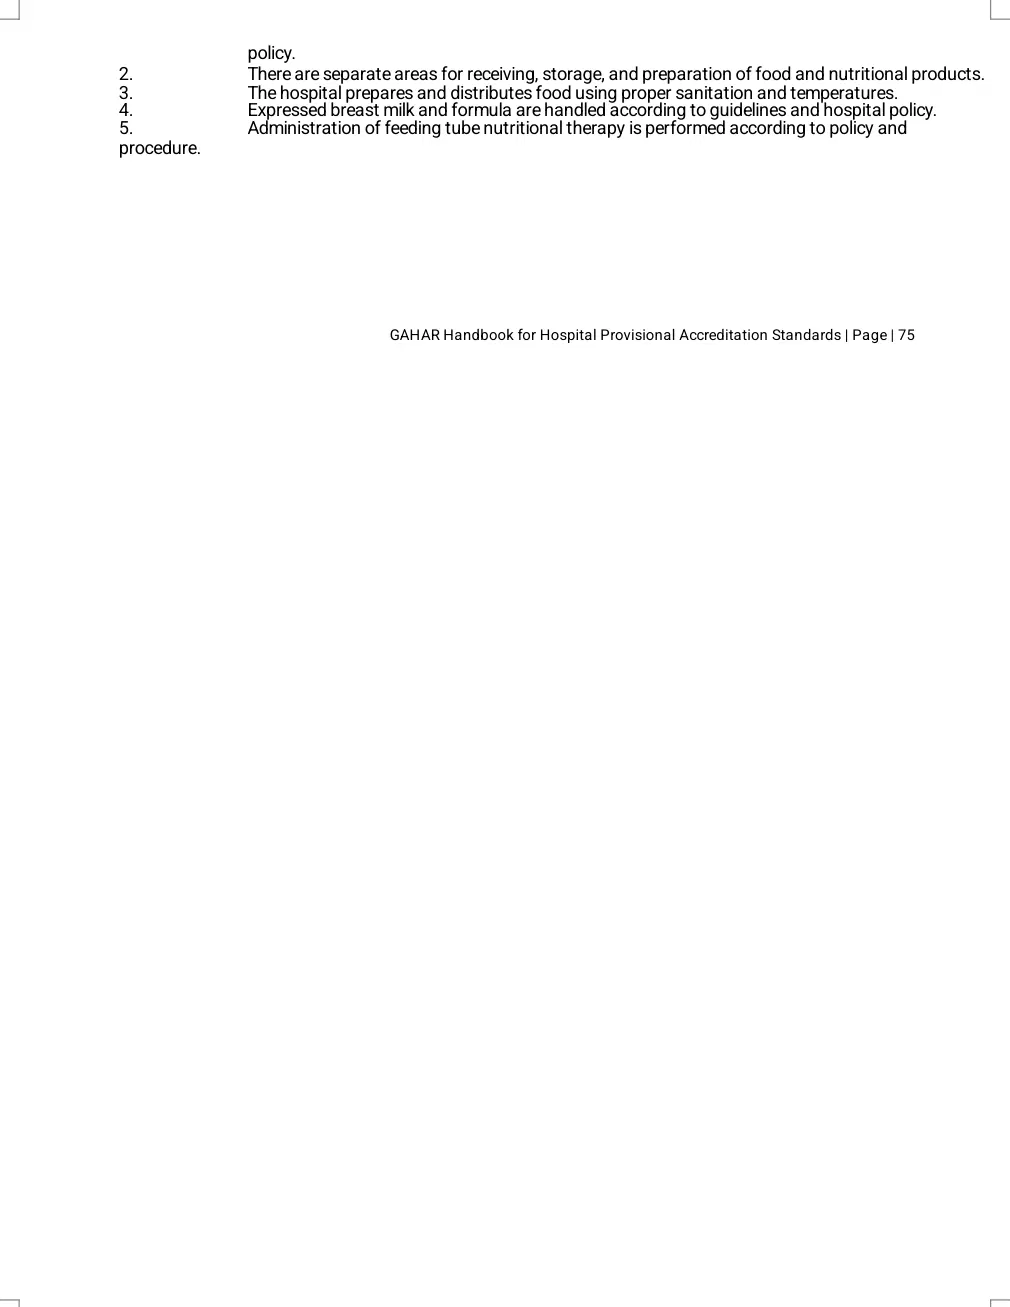 policy.
2. There are separate areas for receiving, storage, and preparation of food and nutritional products.
3. The hospital prepares and distributes food using proper sanitation and temperatures.
4. Expressed breast milk and formula are handled according to guidelines and hospital policy.
5. Administration of feeding tube nutritional therapy is performed according to policy and
procedure.
GAHAR Handbook for Hospital Provisional Accreditation Standards | Page | 75